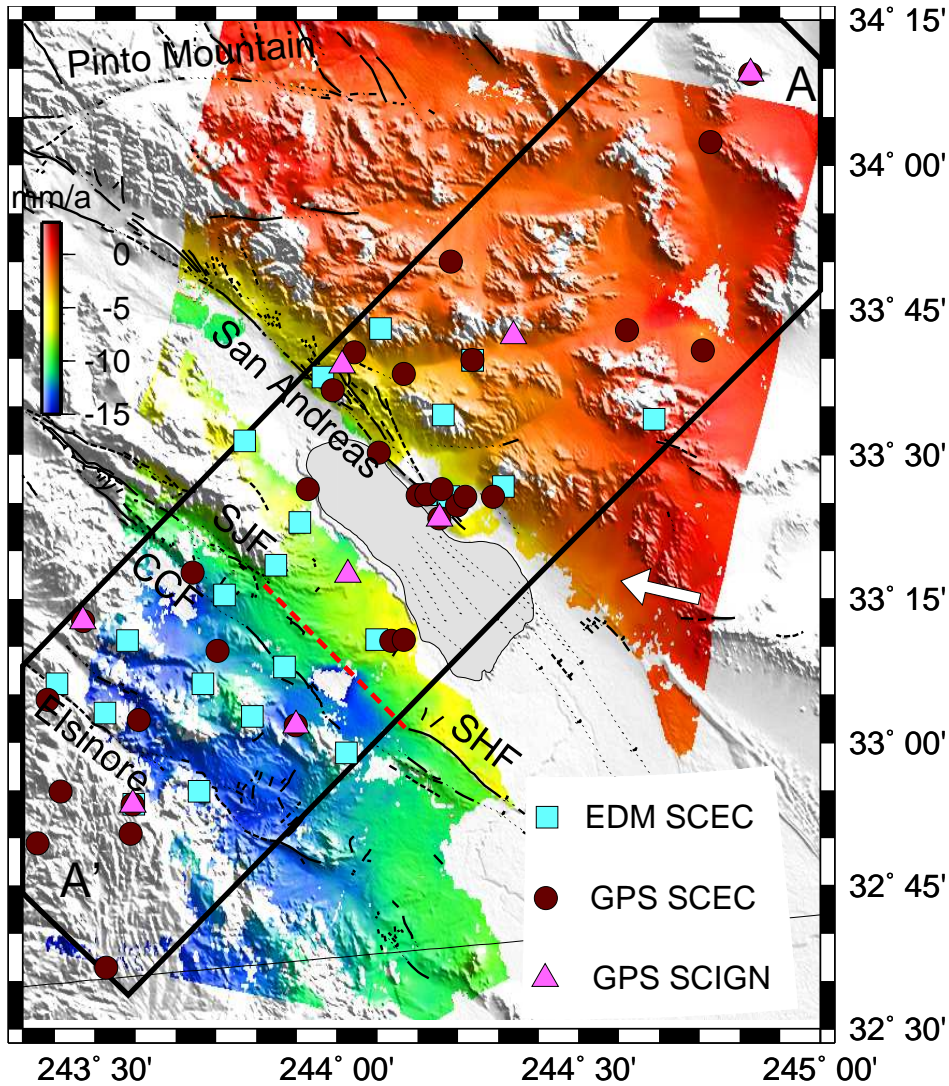 34° 15'
Pinto Mountain
A
34° 00'
mm/a
0
-5
-10
-15
33° 45'
San Andreas
33° 30'
SJF
CCF
33° 15'
Elsinore
SHF
33° 00'
EDM SCEC
A'
GPS SCEC
32° 45'
GPS SCIGN
32° 30'
243° 30' 244° 00' 244° 30' 245° 00'